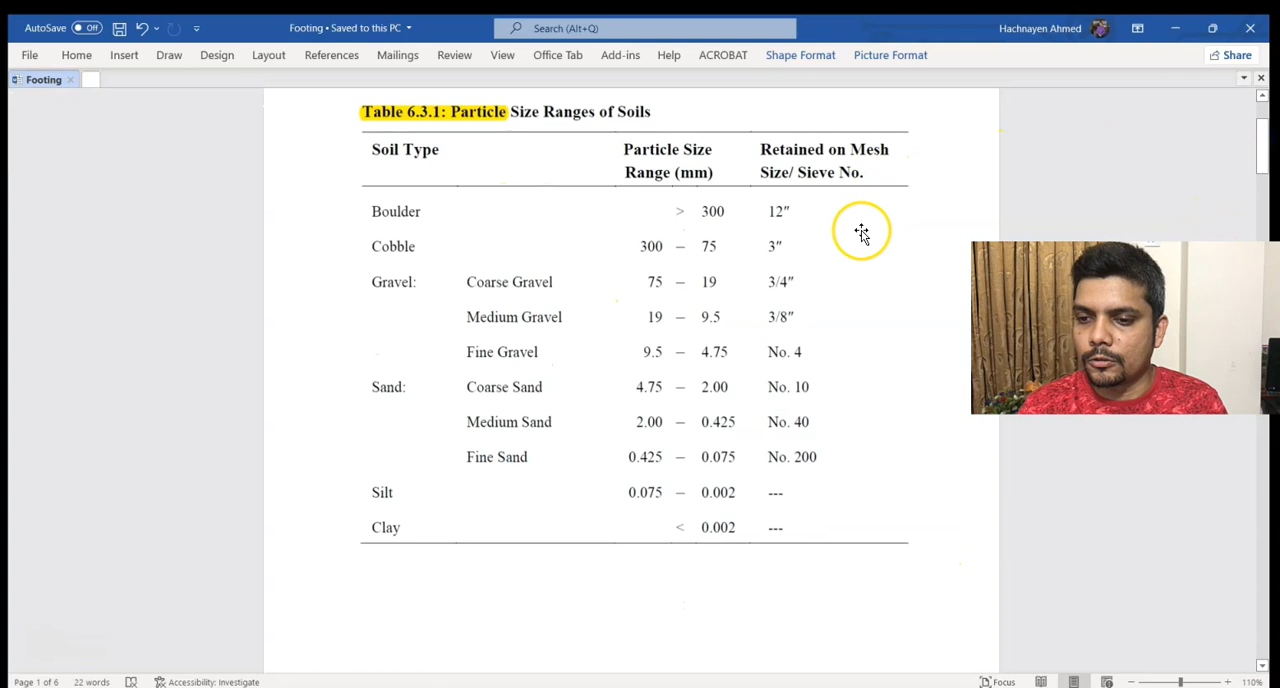 AutoSave Off Footing • Saved to this PC Search (Alt+Q) Hachnayen Ahmed
File Home Insert Draw Design Layout References Mailings Review View Office Tab Add-ins Help ACROBAT Shape Format Picture Format Share
Footing
Table 6.3.1: Particle Size Ranges of Soils
Soil Type Particle Size Range (mm) Retained on Mesh Size/ Sieve No.
Boulder > 300 12″
Cobble 300 – 75 3″
Gravel: Coarse Gravel 75 – 19 3/4″
Medium Gravel 19 – 9.5 3/8″
Fine Gravel 9.5 – 4.75 No. 4
Sand: Coarse Sand 4.75 – 2.00 No. 10
Medium Sand 2.00 – 0.425 No. 40
Fine Sand 0.425 – 0.075 No. 200
Silt 0.075 – 0.002 ---
Clay < 0.002 ---
Page 1 of 6 22 words Accessibility: Investigate Focus 110%